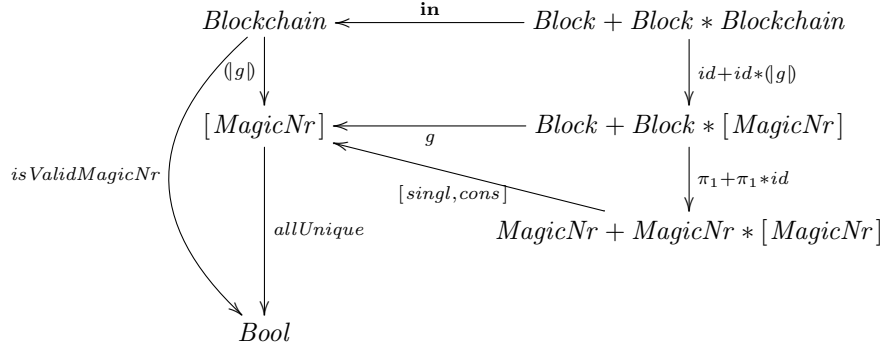 Blockchain in Block + Block ∗ Blockchain
(|g|) id+id∗(|g|)
[MagicNr] g Block + Block ∗ [MagicNr]
isValidMagicNr [singl,cons] π₁+π₁∗id
allUnique MagicNr + MagicNr ∗ [MagicNr]
Bool